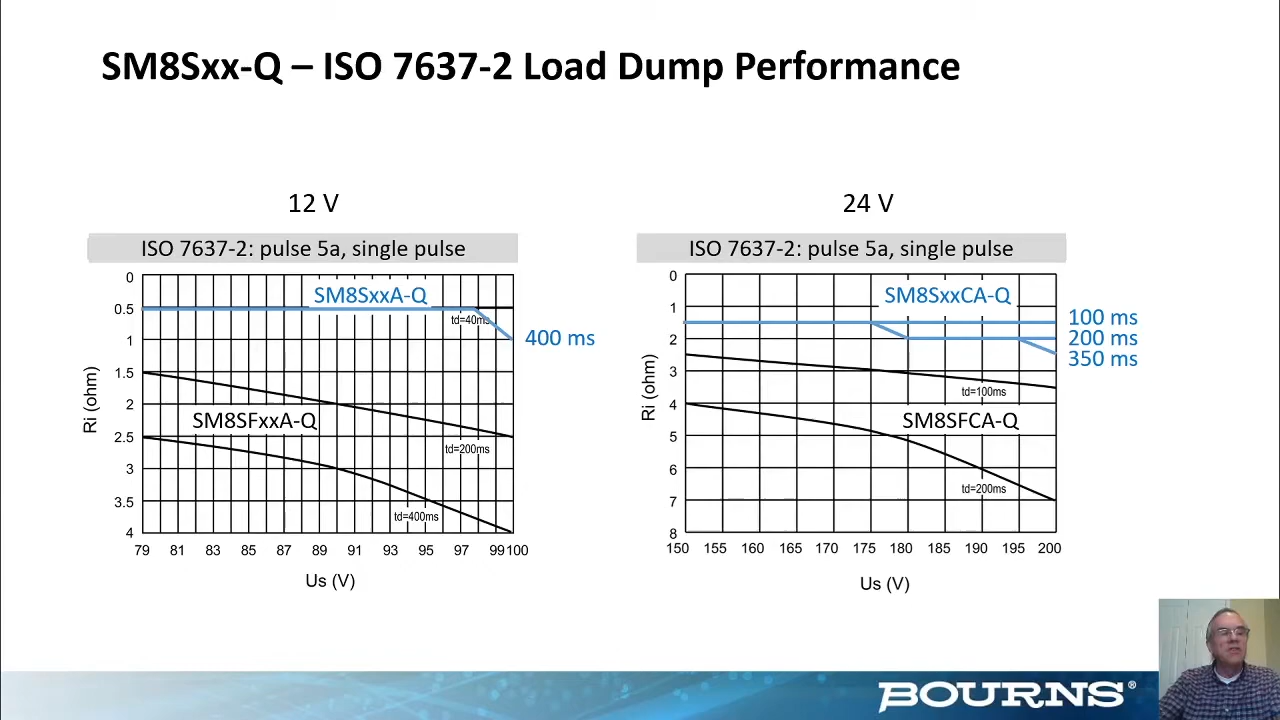 SM8Sxx-Q – ISO 7637-2 Load Dump Performance
12 V
ISO 7637-2: pulse 5a, single pulse
SM8SxxA-Q
td=40ms
400 ms
SM8SFxxA-Q
td=200ms
td=400ms
Ri (ohm)
0
0.5
1
1.5
2
2.5
3
3.5
4
79 81 83 85 87 89 91 93 95 97 99 100
Us (V)
24 V
ISO 7637-2: pulse 5a, single pulse
SM8SxxCA-Q
100 ms
200 ms
350 ms
td=100ms
SM8SFCA-Q
td=200ms
Ri (ohm)
0
1
2
3
4
5
6
7
8
150 155 160 165 170 175 180 185 190 195 200
Us (V)
BOURNS®